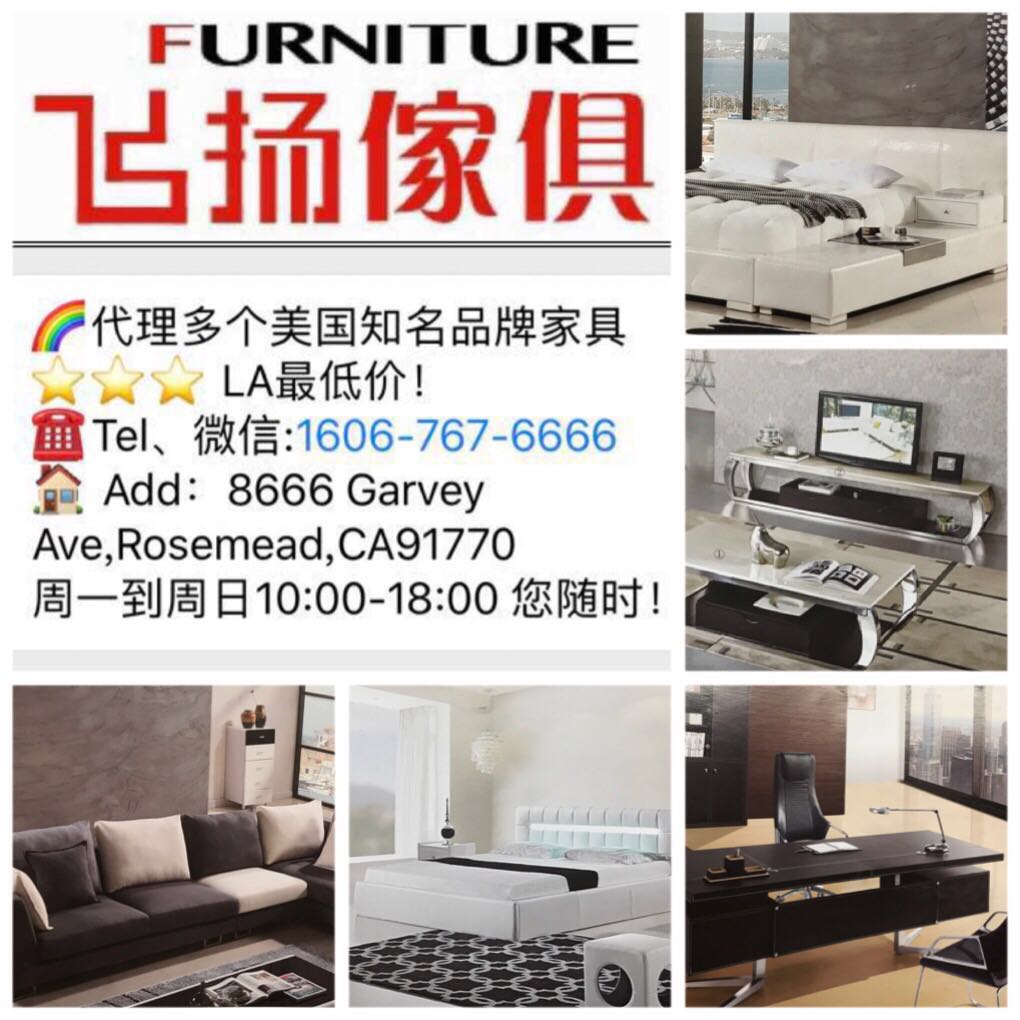 FURNITURE
飞扬傢俱
🌈代理多个美国知名品牌家具
⭐⭐⭐ LA最低价！
☎️Tel、微信:1606-767-6666
🏠 Add：8666 Garvey
Ave,Rosemead,CA91770
周一到周日10:00-18:00 您随时！